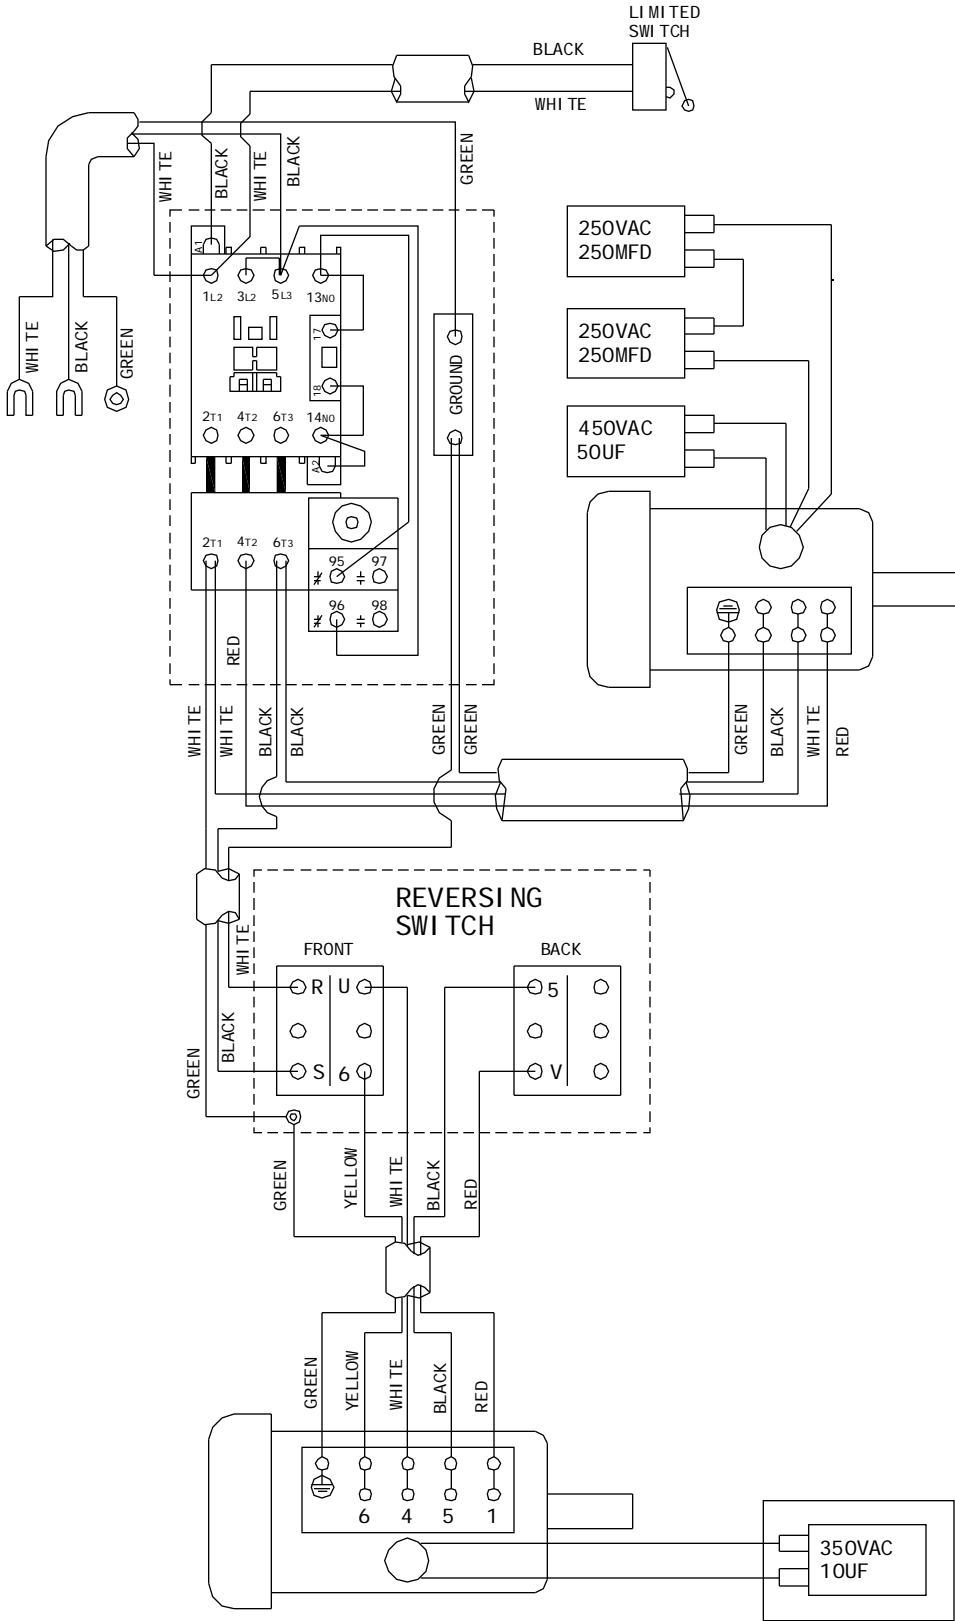 LIMITED
SWITCH
BLACK
WHITE
WHITE
BLACK
WHITE
BLACK
GREEN
A1
1L2
3L2
5L3
13NO
17
18
2T1
4T2
6T3
14NO
A2
GROUND
WHITE
BLACK
GREEN
250VAC
250MFD
250VAC
250MFD
450VAC
50UF
2T1
4T2
6T3
95
97
96
98
RED
WHITE
WHITE
BLACK
BLACK
GREEN
GREEN
GREEN
BLACK
WHITE
RED
REVERSING
SWITCH
FRONT
BACK
WHITE
BLACK
GREEN
R U
S 6
5
V
GREEN
YELLOW
WHITE
BLACK
RED
GREEN
YELLOW
WHITE
BLACK
RED
6 4 5 1
350VAC
10UF